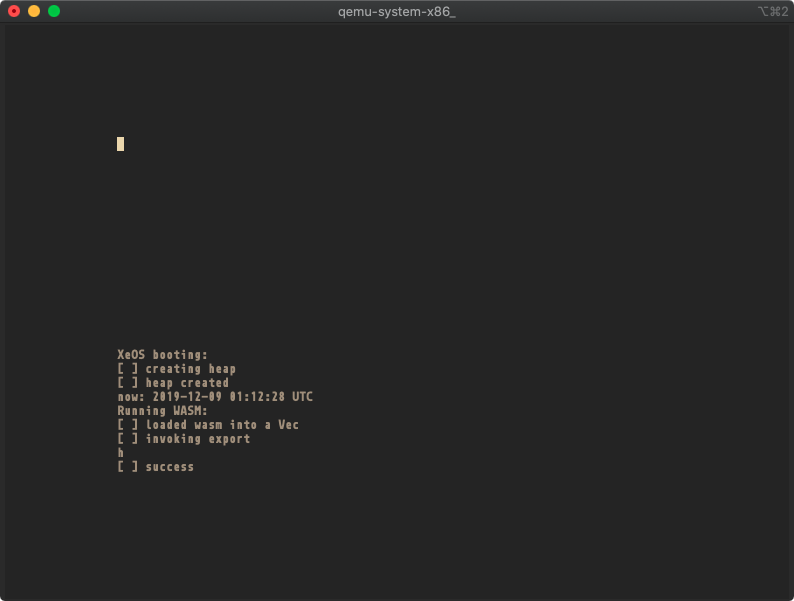 qemu-system-x86_
⌥⌘2
XeOS booting:
[ ] creating heap
[ ] heap created
now: 2019-12-09 01:12:28 UTC
Running WASM:
[ ] loaded wasm into a Vec
[ ] invoking export
h
[ ] success